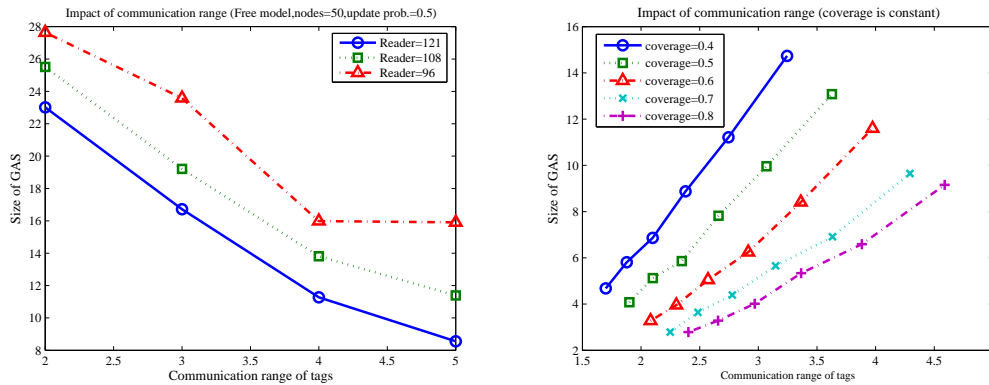 Impact of communication range (Free model,nodes=50,update prob.=0.5)
28
26
24
22
20
18
16
14
12
10
8
Size of GAS
Reader=121
Reader=108
Reader=96
2 2.5 3 3.5 4 4.5 5
Communication range of tags
Impact of communication range (coverage is constant)
16
14
12
10
8
6
4
2
Size of GAS
coverage=0.4
coverage=0.5
coverage=0.6
coverage=0.7
coverage=0.8
1.5 2 2.5 3 3.5 4 4.5 5
Communication range of tags